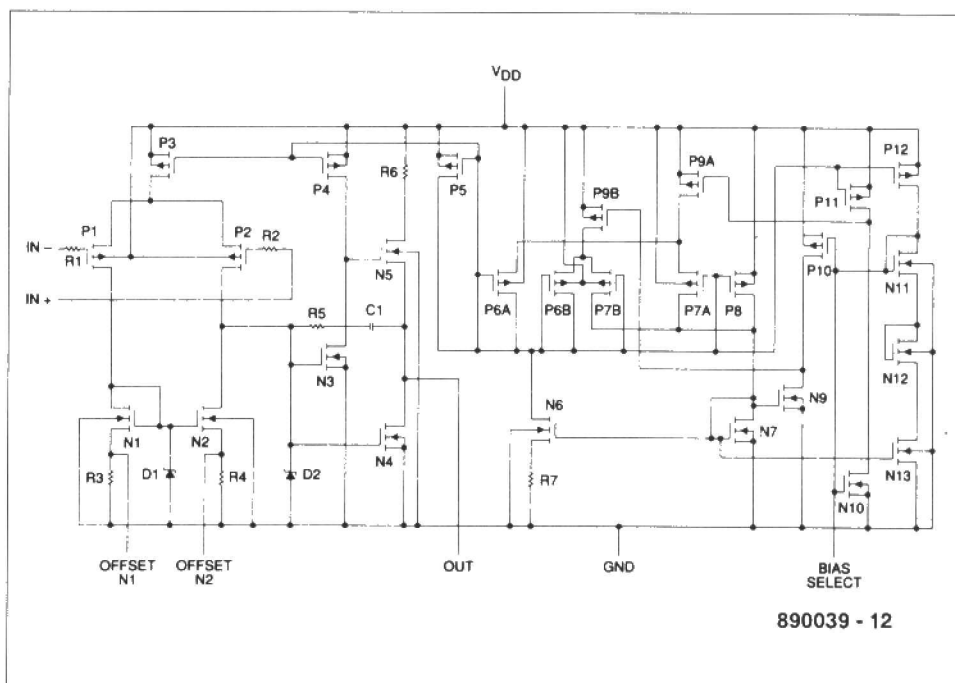 VDD
P3
P4
R6
P5
P9A
P12
P9B
P11
P1
P2
R2
IN –
R1
N5
P10
N11
P6A
P6B
P7B
P7A
P8
IN +
R5
C1
N12
N3
N9
N1
N2
N6
N7
N4
R3
D1
R4
D2
R7
N13
N10
OFFSET N1
OFFSET N2
OUT
GND
BIAS SELECT
890039 - 12